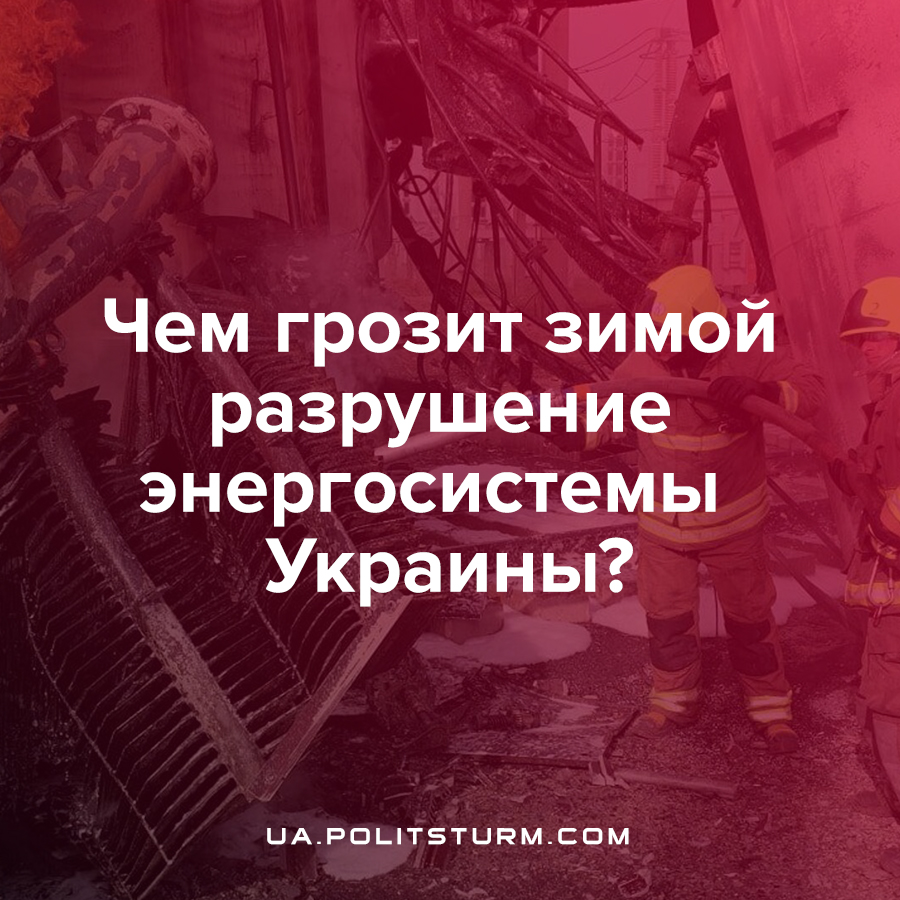 Чем грозит зимой
разрушение
энергосистемы
Украины?
UA.POLITSTURM.COM